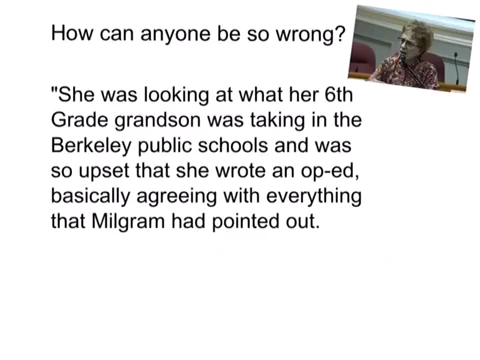 How can anyone be so wrong?
"She was looking at what her 6th
Grade grandson was taking in the
Berkeley public schools and was
so upset that she wrote an op-ed,
basically agreeing with everything
that Milgram had pointed out.